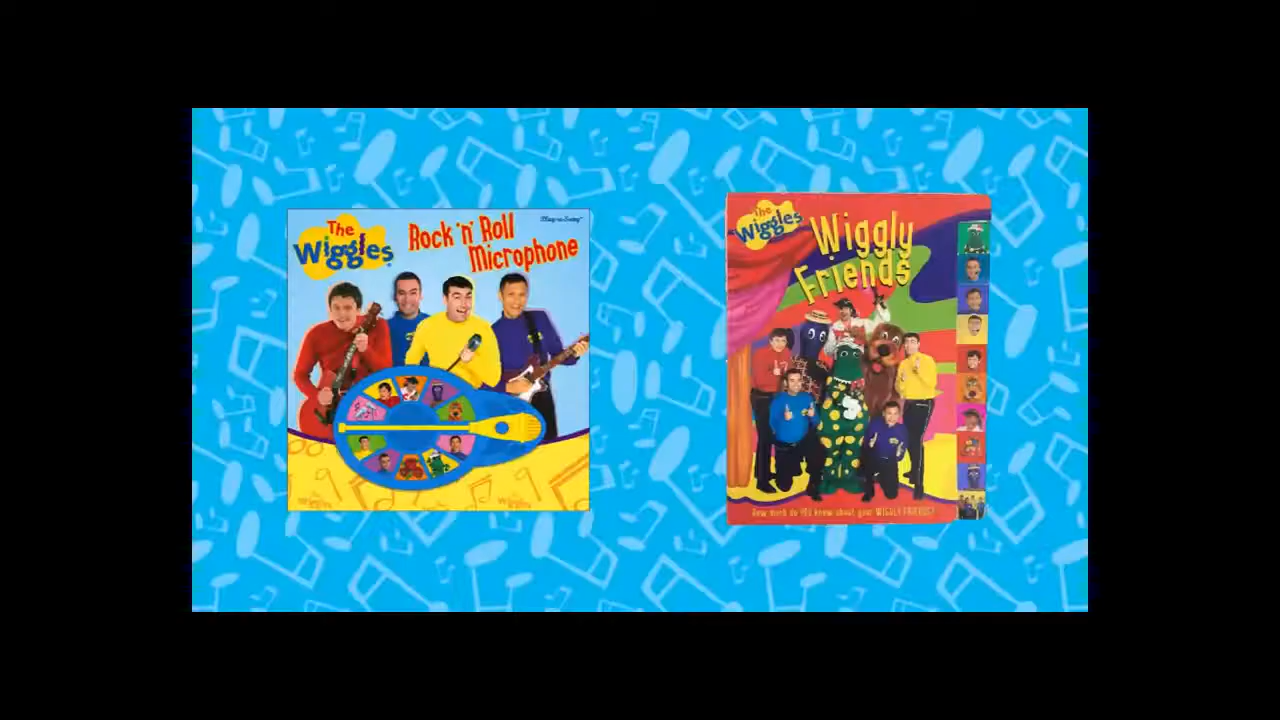 The
Wiggles
Rock 'n' Roll
Microphone
Play-a-Song™
The
Wiggles
Wiggly
Friends
How much do you know about your WIGGLY FRIENDS?